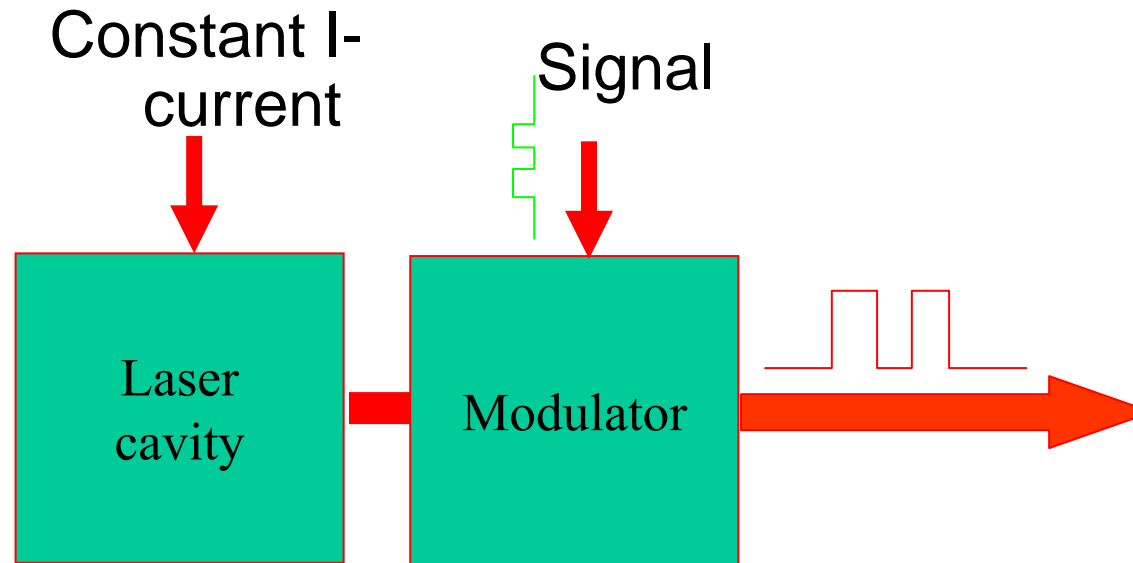 Constant I-
current
Signal
Laser
cavity
Modulator